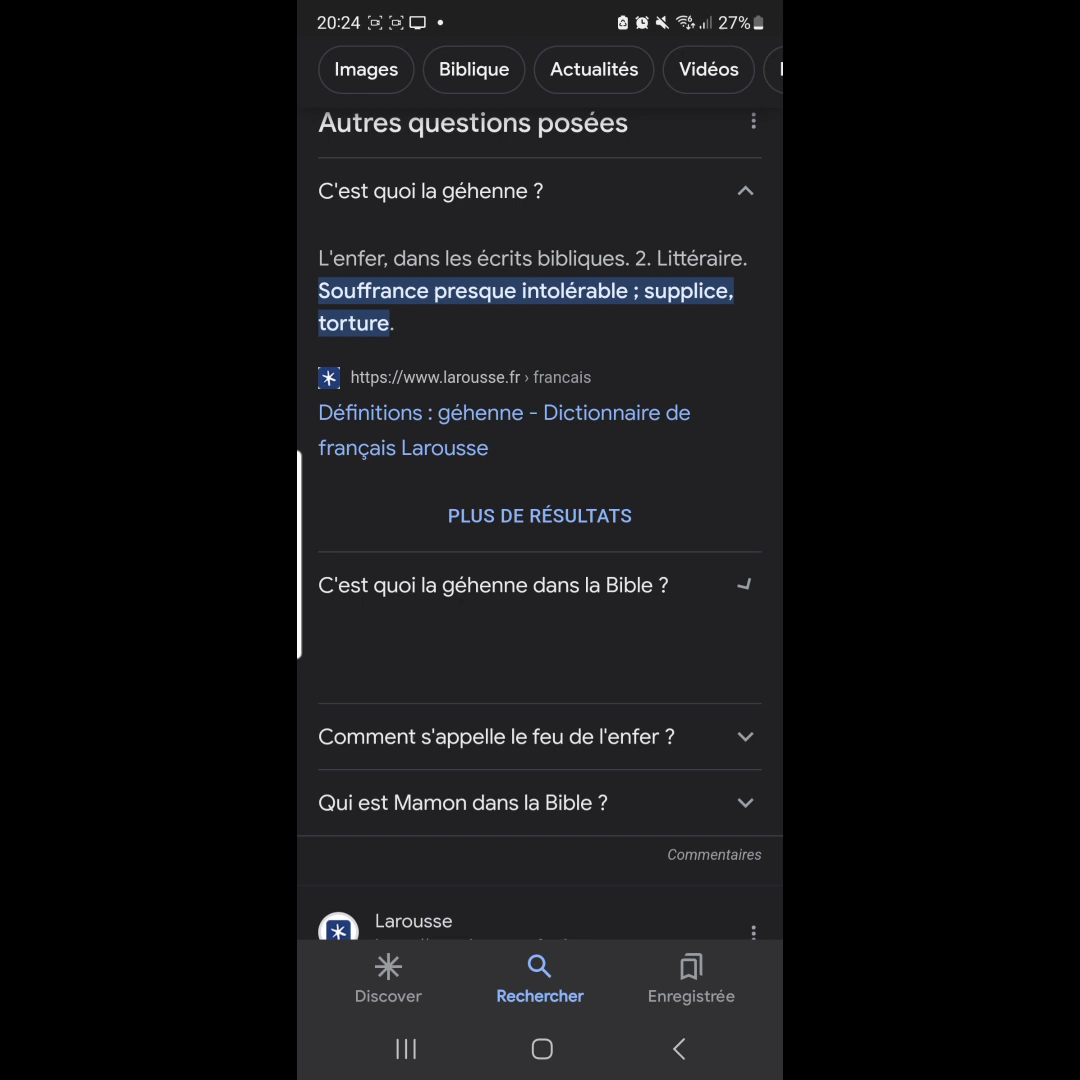 20:24
27%
Images
Biblique
Actualités
Vidéos
Autres questions posées
C'est quoi la géhenne ?
L'enfer, dans les écrits bibliques. 2. Littéraire.
Souffrance presque intolérable ; supplice,
torture.
https://www.larousse.fr › francais
Définitions : géhenne - Dictionnaire de
français Larousse
PLUS DE RÉSULTATS
C'est quoi la géhenne dans la Bible ?
Comment s'appelle le feu de l'enfer ?
Qui est Mamon dans la Bible ?
Commentaires
Larousse
Discover
Rechercher
Enregistrée